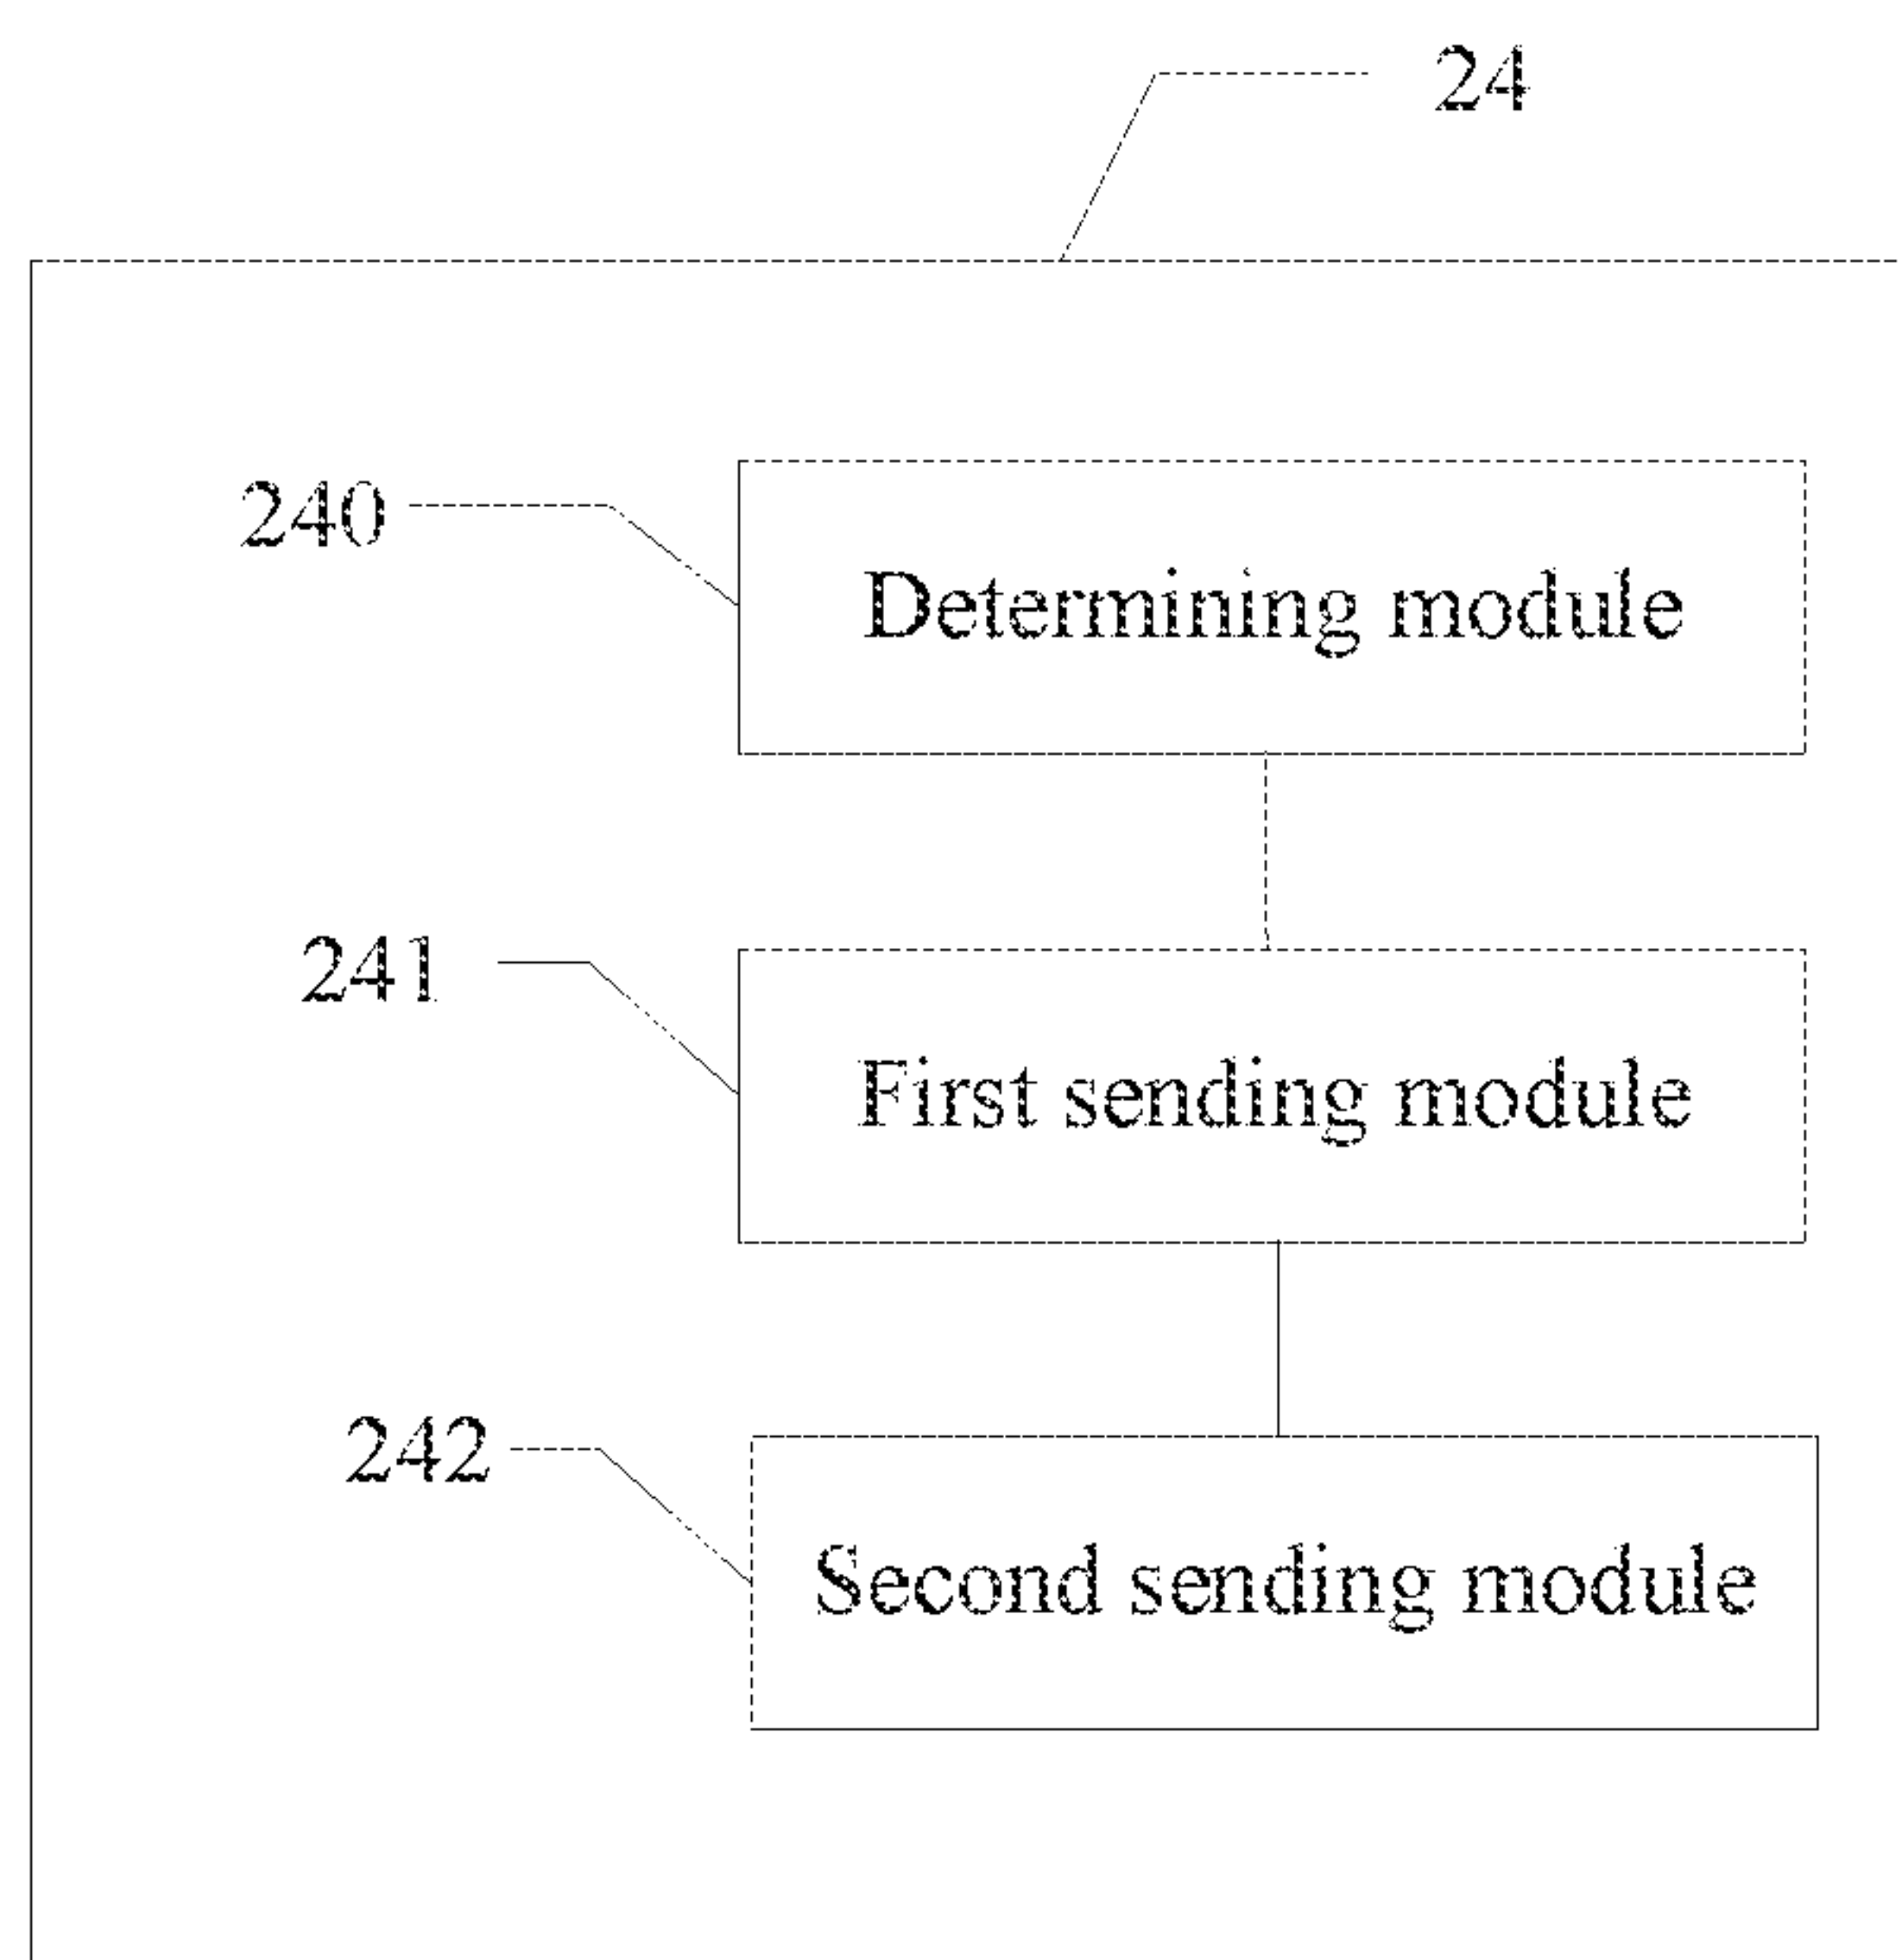 24
240
Determining module
241
First sending module
242
Second sending module